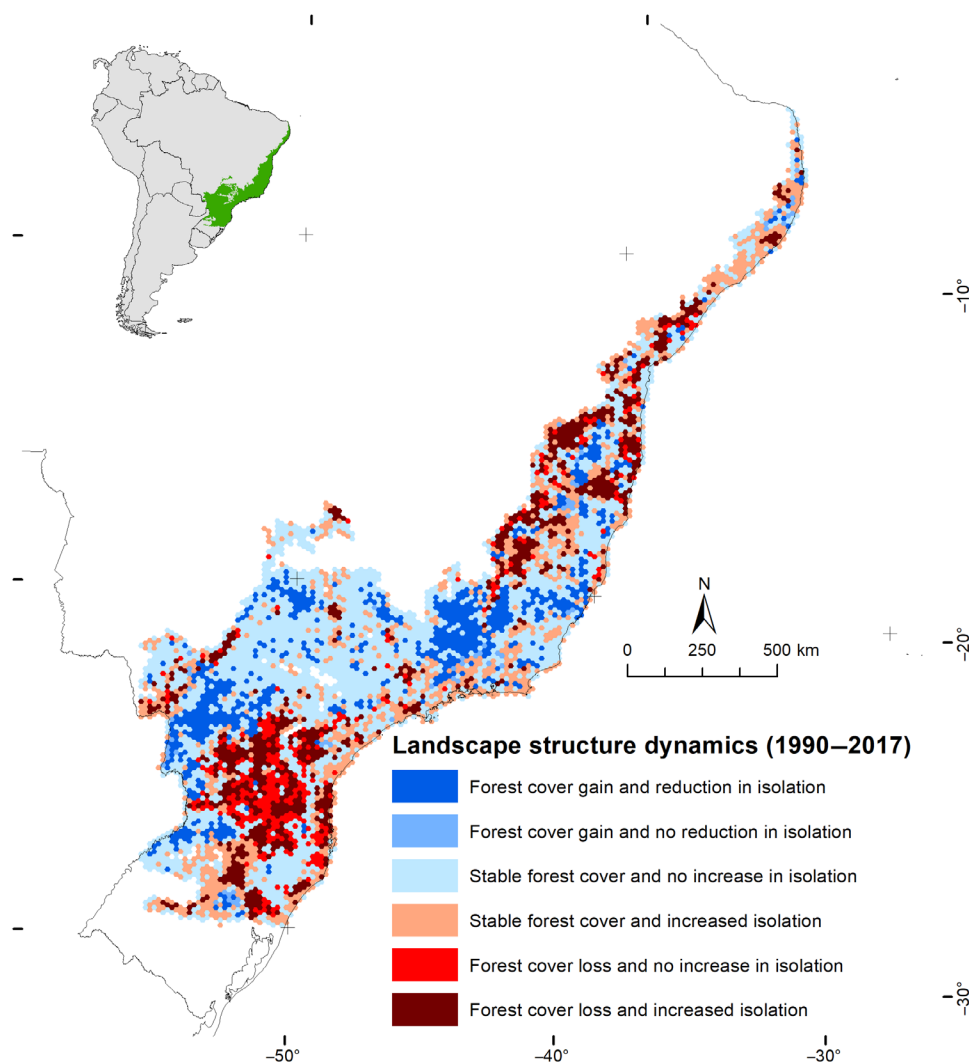 −10°
N
−20°
0 250 500 km
Landscape structure dynamics (1990–2017)
Forest cover gain and reduction in isolation
Forest cover gain and no reduction in isolation
Stable forest cover and no increase in isolation
Stable forest cover and increased isolation
Forest cover loss and no increase in isolation
Forest cover loss and increased isolation
−30°
−50° −40° −30°